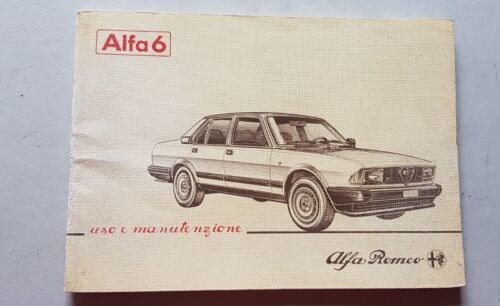 Alfa 6
uso e manutenzione
Alfa Romeo